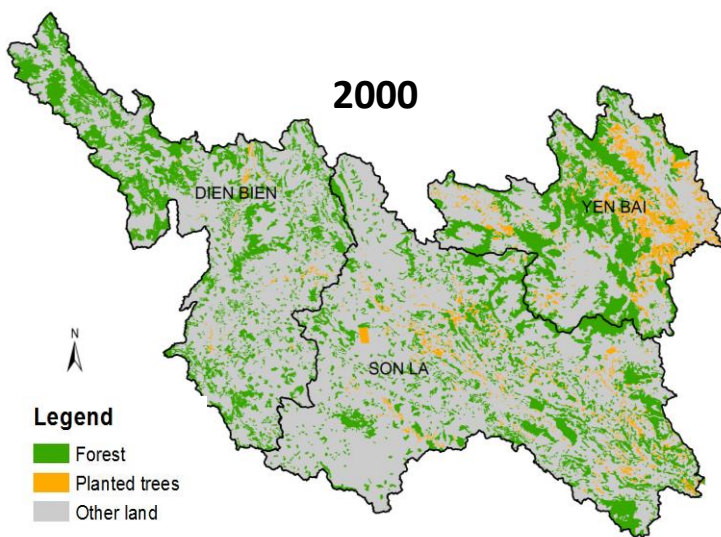 2000
DIEN BIEN
YEN BAI
SON LA
N
Legend
Forest
Planted trees
Other land